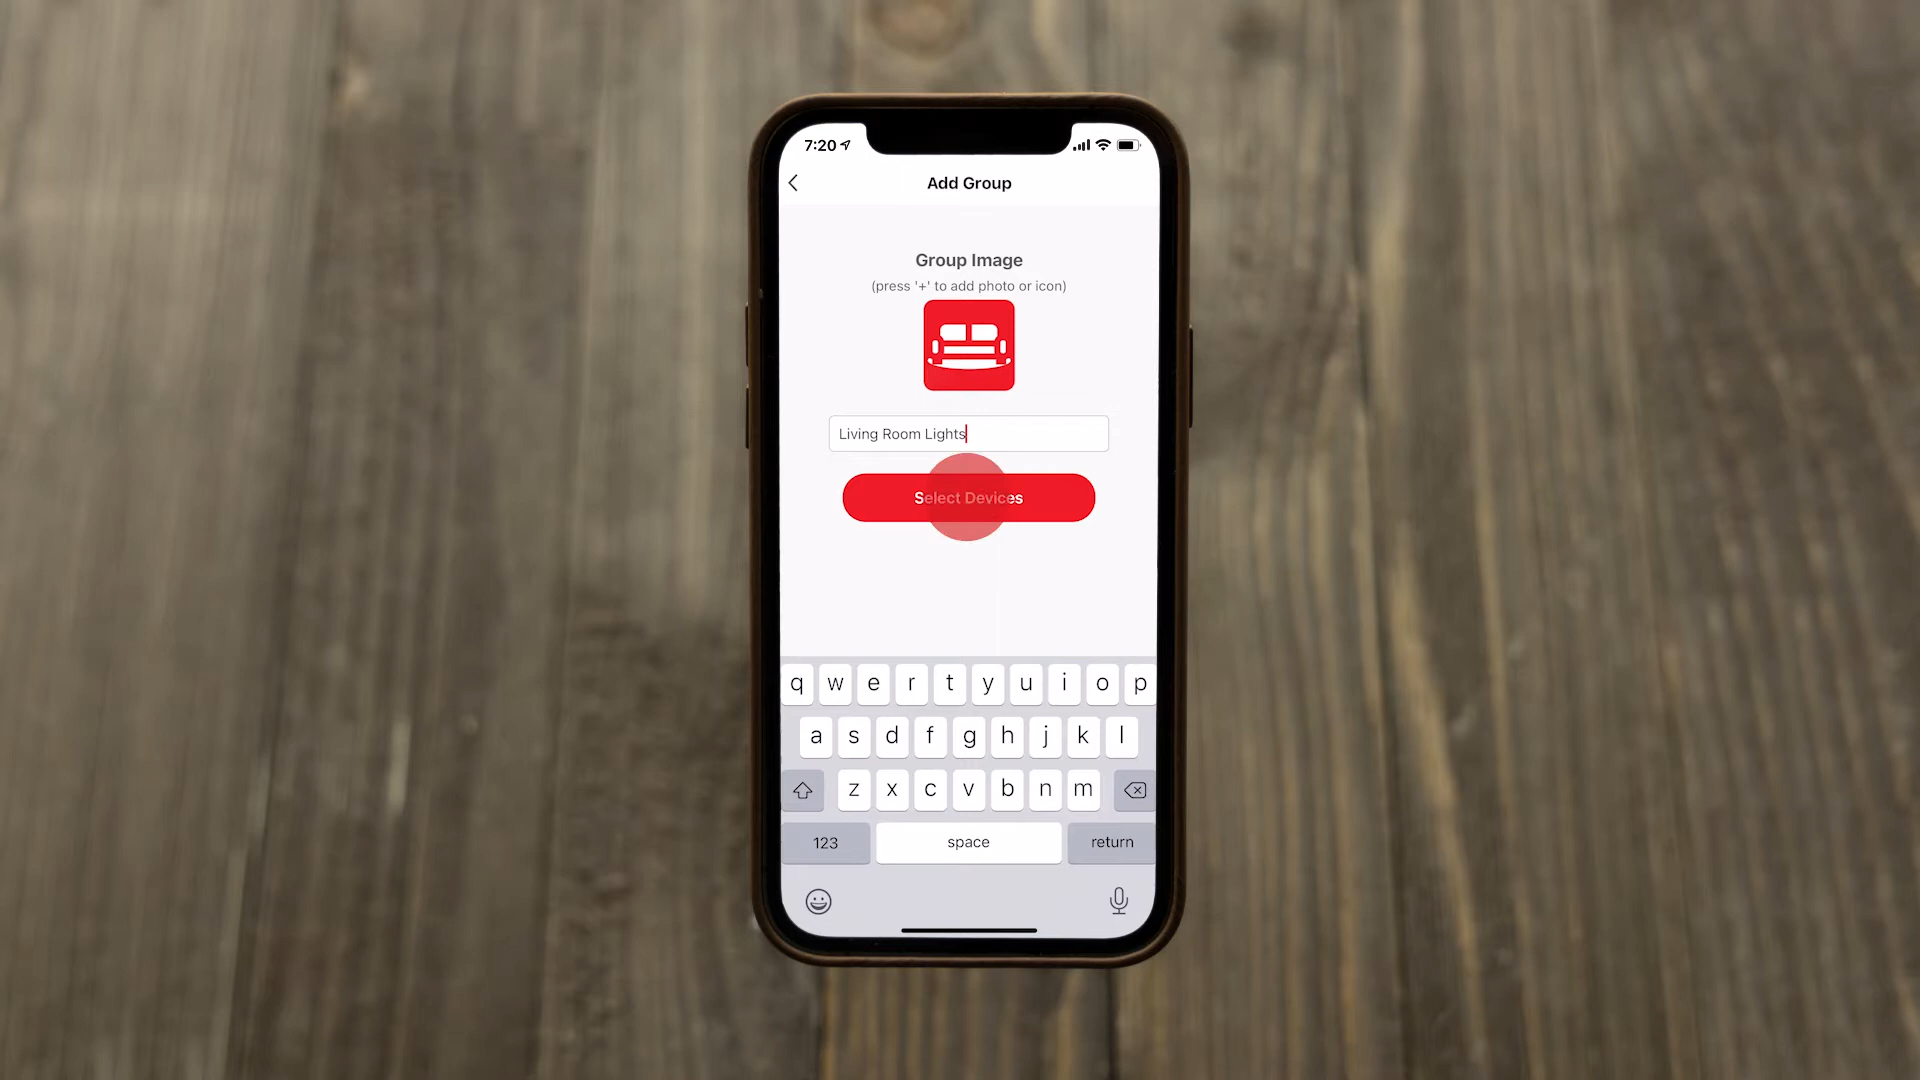 7:20
Add Group
Group Image
(press '+' to add photo or icon)
Living Room Lights
Select Devices
q w e r t y u i o p
a s d f g h j k l
z x c v b n m
123 space return